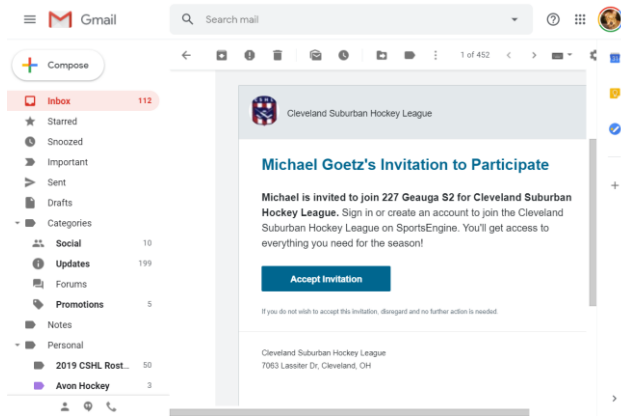 Gmail
Search mail
Compose
1 of 452
Inbox 112
Starred
Snoozed
Important
Sent
Drafts
Categories
Social 10
Updates 199
Forums
Promotions 5
Notes
Personal
2019 CSHL Rost... 50
Avon Hockey 3
Cleveland Suburban Hockey League
Michael Goetz's Invitation to Participate
Michael is invited to join 227 Geauga S2 for Cleveland Suburban
Hockey League. Sign in or create an account to join the Cleveland
Suburban Hockey League on SportsEngine. You'll get access to
everything you need for the season!
Accept Invitation
If you do not wish to accept this invitation, disregard and no further action is needed.
Cleveland Suburban Hockey League
7063 Lassiter Dr, Cleveland, OH